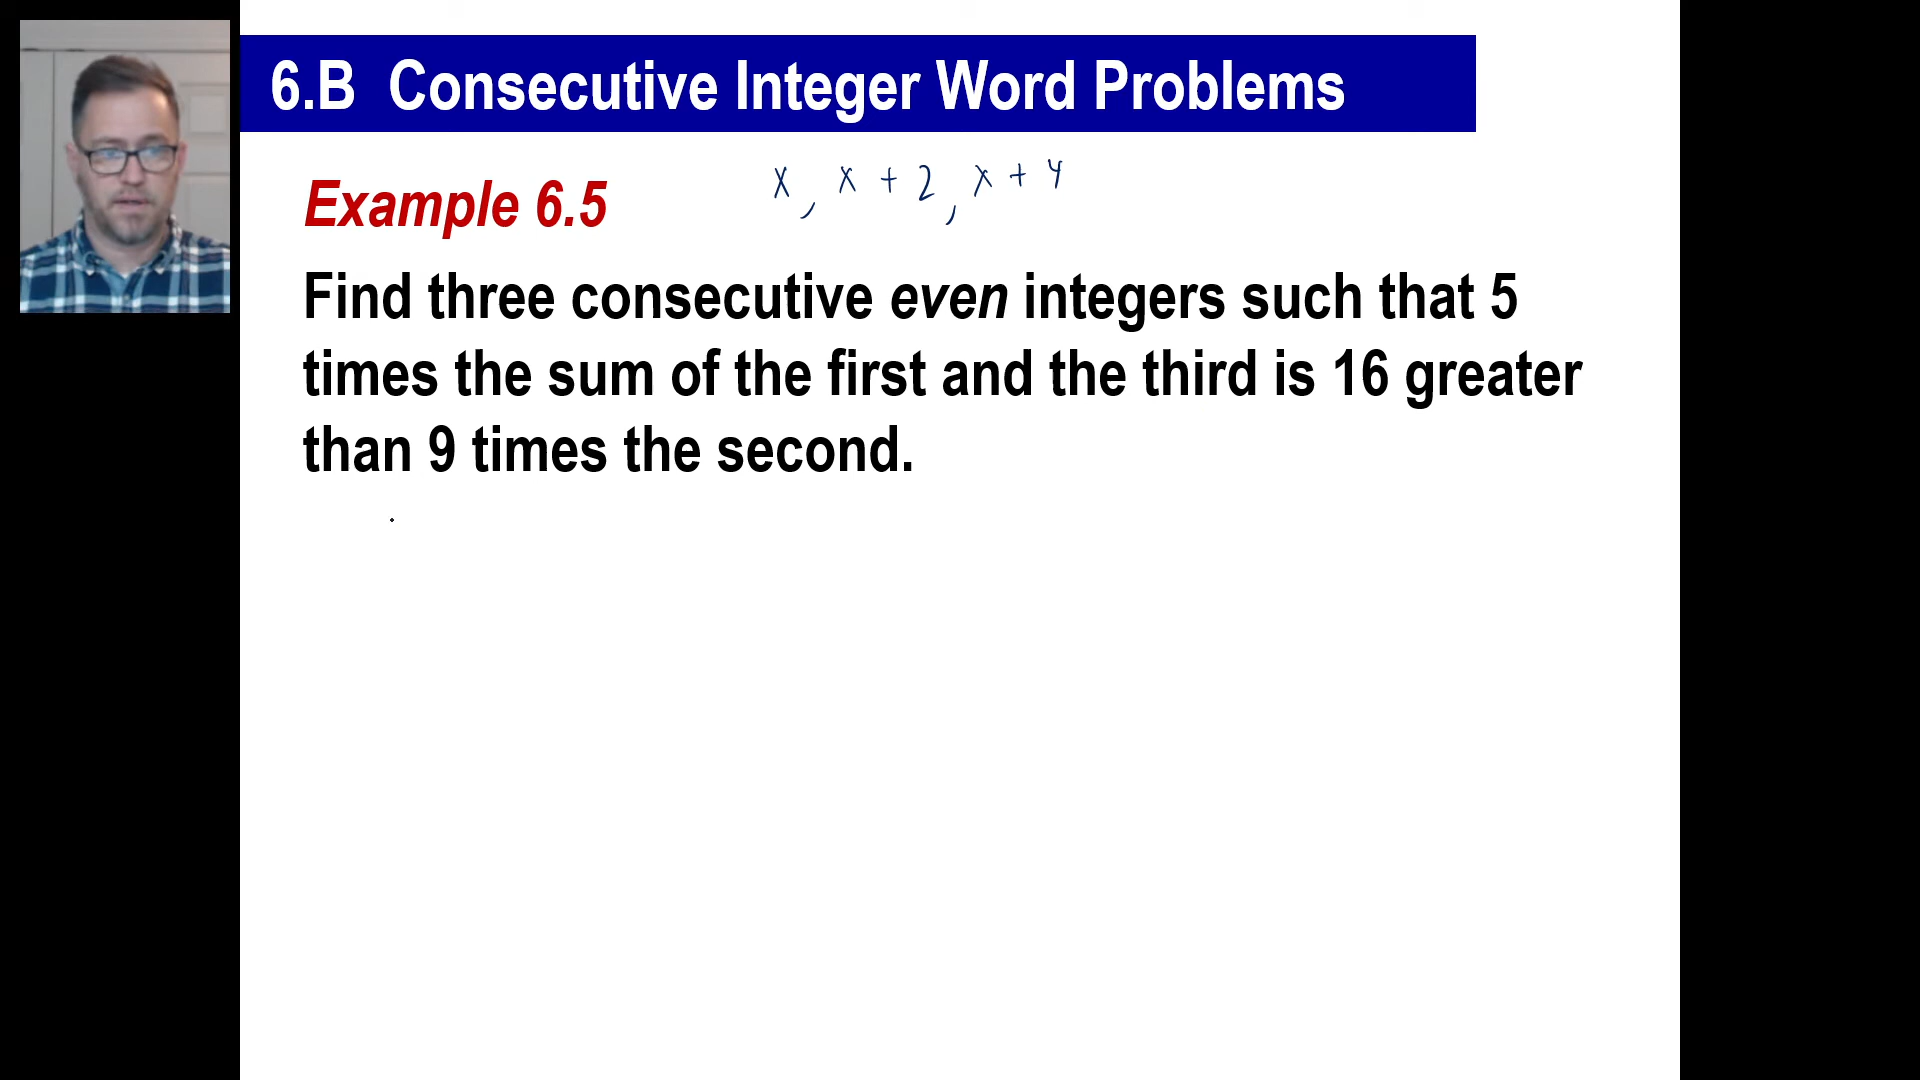 6.B Consecutive Integer Word Problems
Example 6.5
x, x + 2, x + 4
Find three consecutive even integers such that 5
times the sum of the first and the third is 16 greater
than 9 times the second.